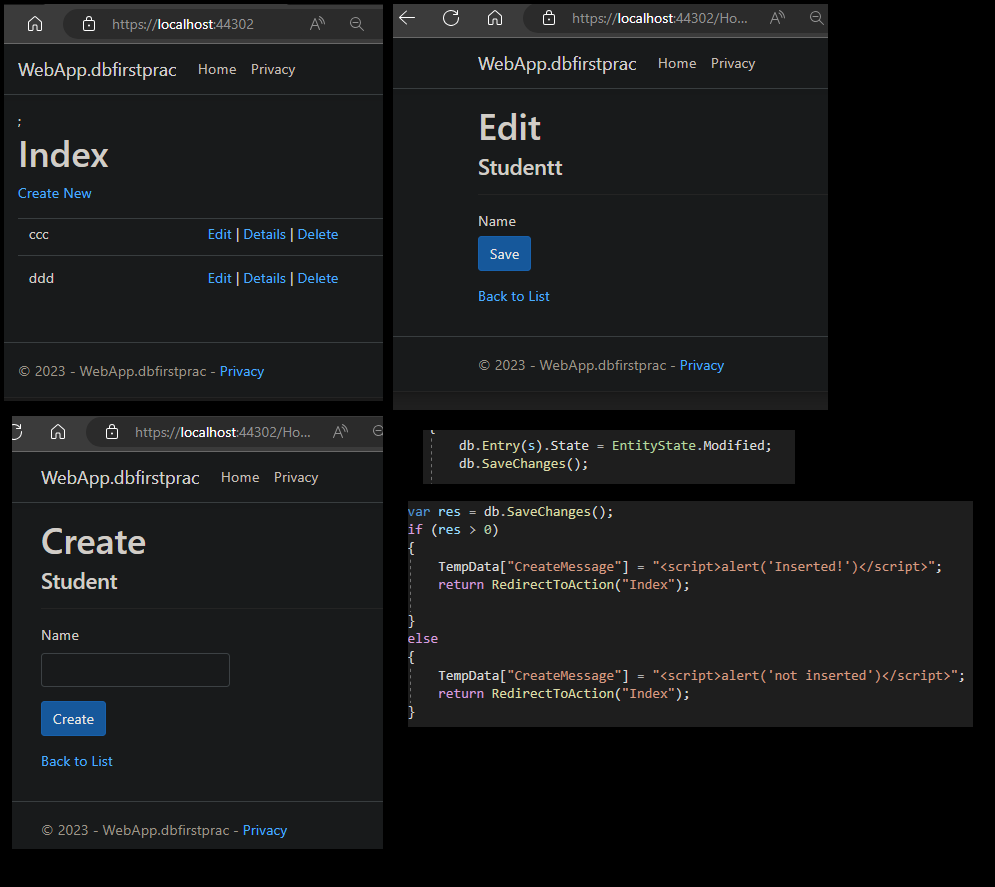 https://localhost:44302
WebApp.dbfirstprac Home Privacy
;
Index
Create New
ccc Edit | Details | Delete
ddd Edit | Details | Delete
© 2023 - WebApp.dbfirstprac - Privacy
https://localhost:44302/Ho...
WebApp.dbfirstprac Home Privacy
Edit
Studentt
Name
Save
Back to List
© 2023 - WebApp.dbfirstprac - Privacy
https://localhost:44302/Ho...
WebApp.dbfirstprac Home Privacy
Create
Student
Name
Create
Back to List
© 2023 - WebApp.dbfirstprac - Privacy
{
db.Entry(s).State = EntityState.Modified;
db.SaveChanges();
var res = db.SaveChanges();
if (res > 0)
{
TempData["CreateMessage"] = "<script>alert('Inserted!')</script>";
return RedirectToAction("Index");
}
else
{
TempData["CreateMessage"] = "<script>alert('not inserted')</script>";
return RedirectToAction("Index");
}